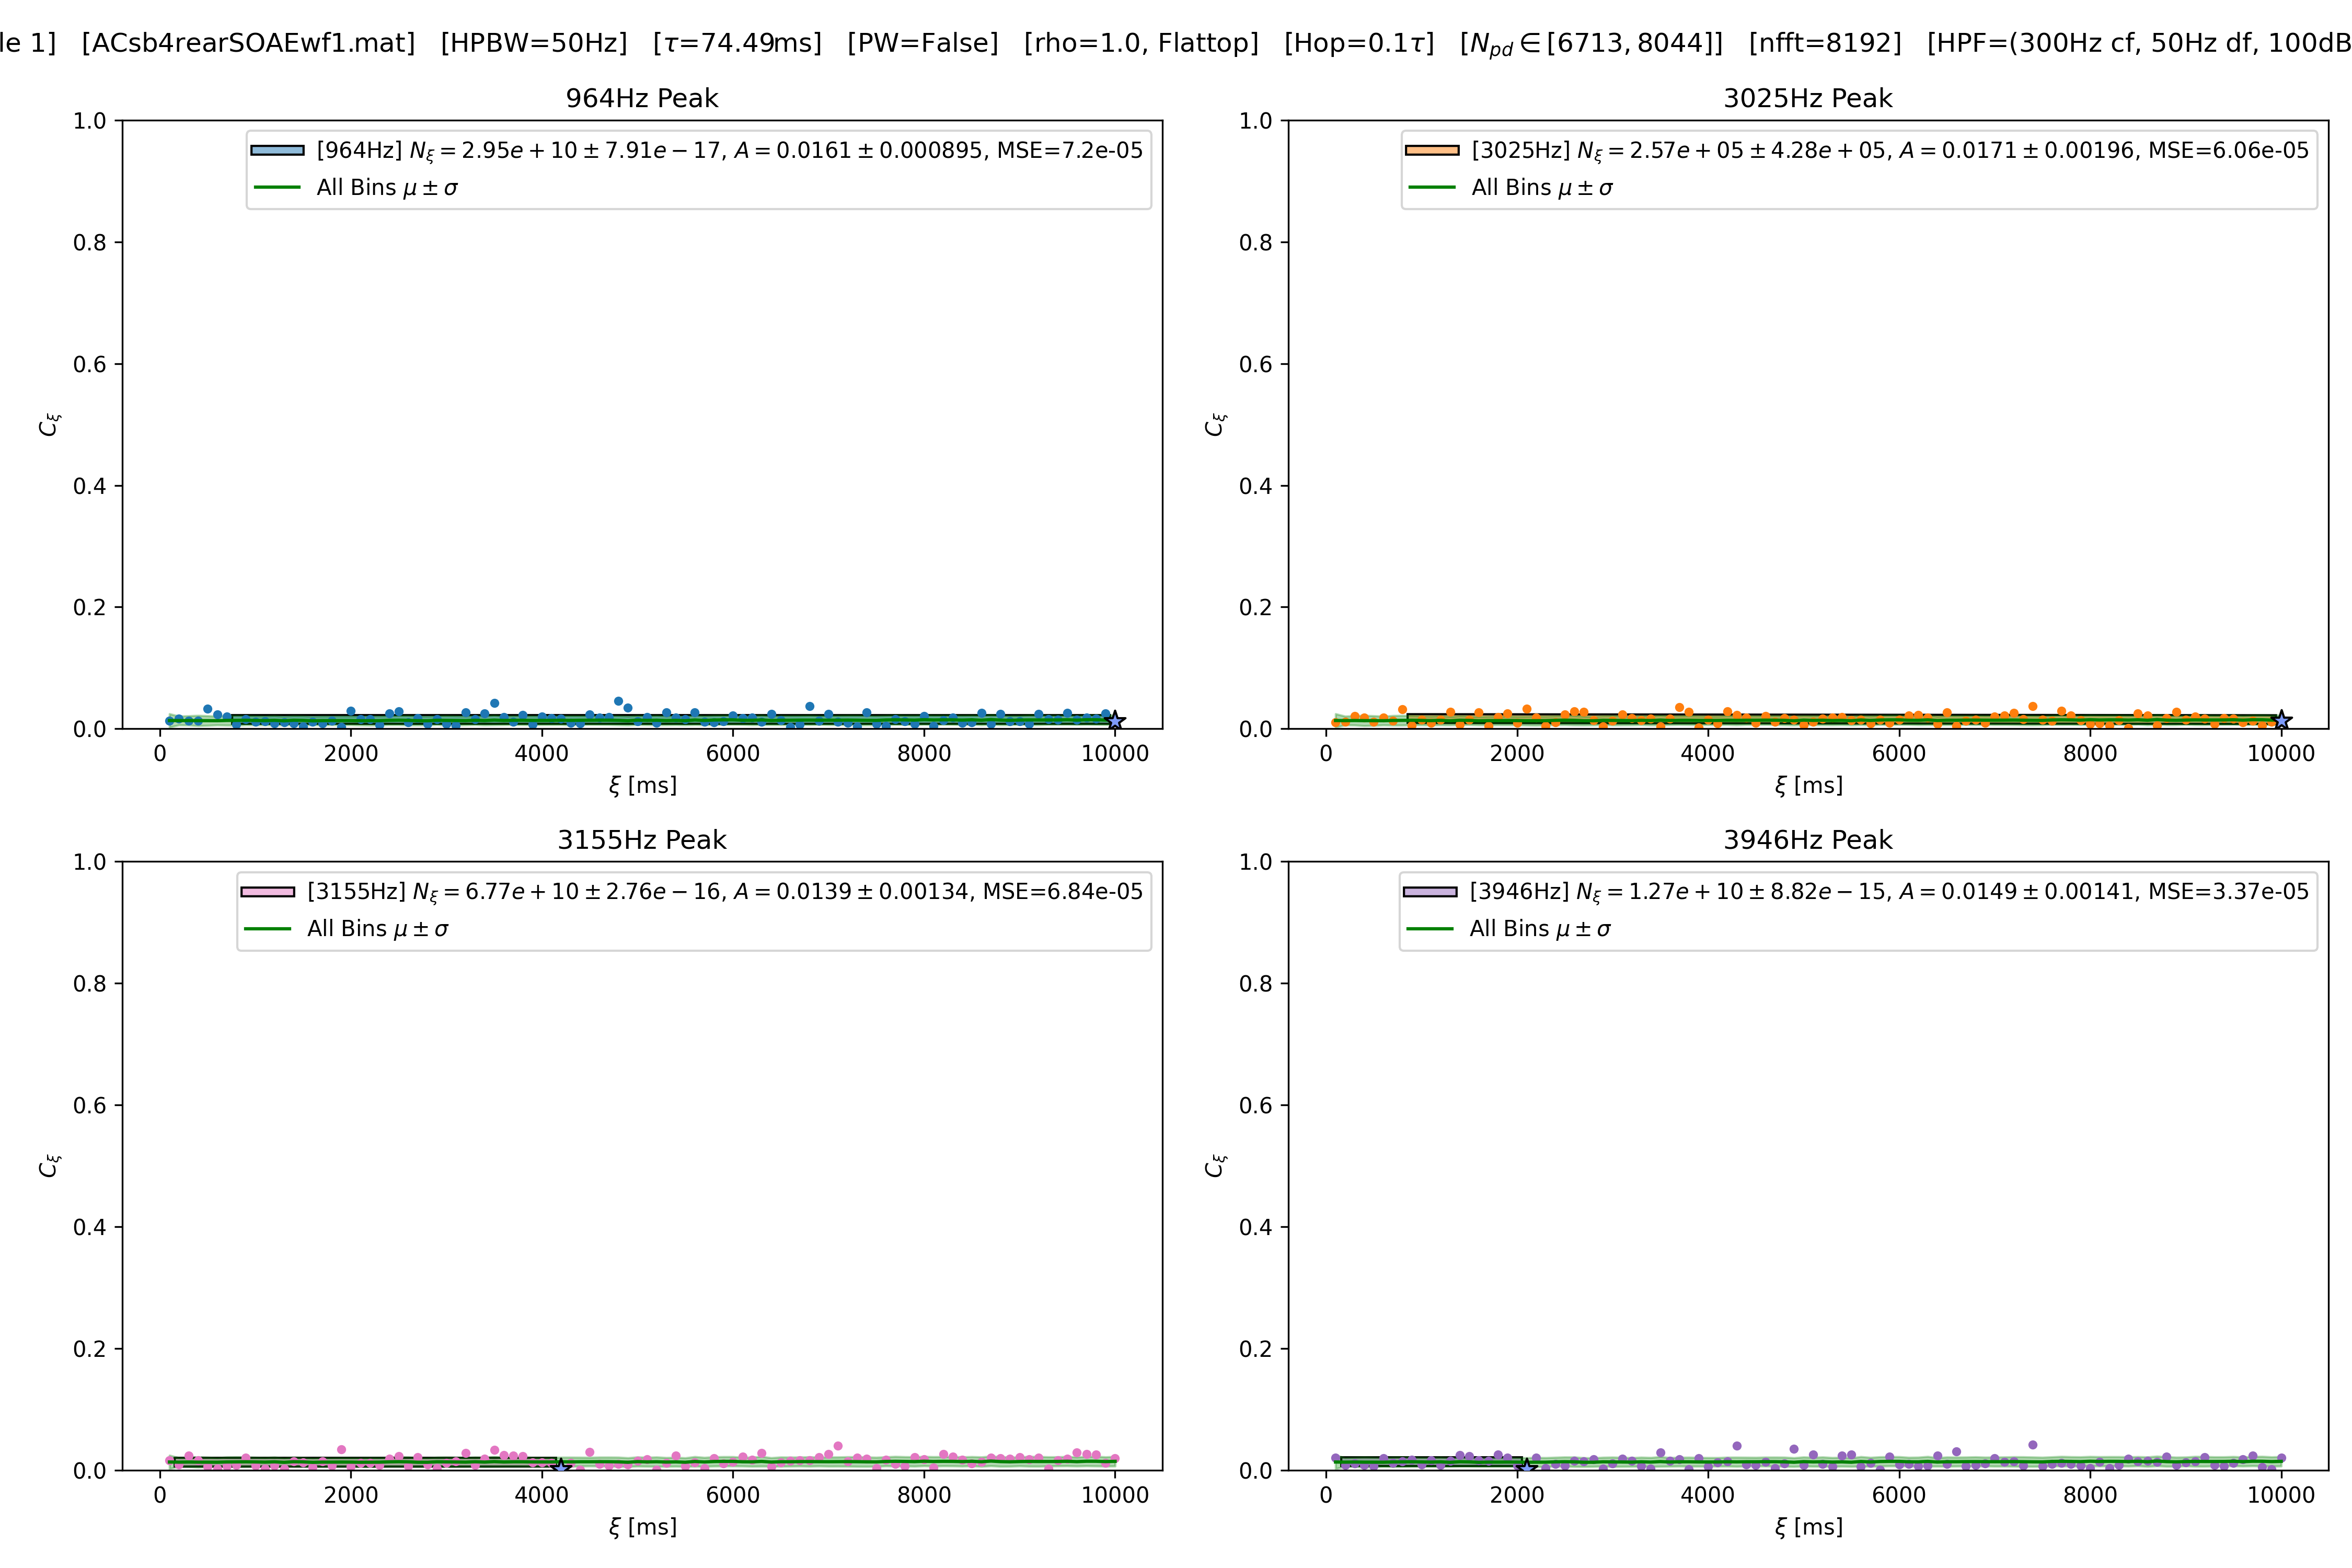 le 1] [ACsb4rearSOAEwf1.mat] [HPBW=50Hz] [τ=74.49ms] [PW=False] [rho=1.0, Flattop] [Hop=0.1τ] [N_pd ∈ [6713, 8044]] [nfft=8192] [HPF=(300Hz cf, 50Hz df, 100dB
964Hz Peak
[964Hz] N_ξ = 2.95e + 10 ± 7.91e − 17, A = 0.0161 ± 0.000895, MSE=7.2e-05
All Bins μ ± σ
1.0
0.8
0.6
0.4
0.2
0.0
C_ξ
0 2000 4000 6000 8000 10000
ξ [ms]
3025Hz Peak
[3025Hz] N_ξ = 2.57e + 05 ± 4.28e + 05, A = 0.0171 ± 0.00196, MSE=6.06e-05
All Bins μ ± σ
1.0
0.8
0.6
0.4
0.2
0.0
C_ξ
0 2000 4000 6000 8000 10000
ξ [ms]
3155Hz Peak
[3155Hz] N_ξ = 6.77e + 10 ± 2.76e − 16, A = 0.0139 ± 0.00134, MSE=6.84e-05
All Bins μ ± σ
1.0
0.8
0.6
0.4
0.2
0.0
C_ξ
0 2000 4000 6000 8000 10000
ξ [ms]
3946Hz Peak
[3946Hz] N_ξ = 1.27e + 10 ± 8.82e − 15, A = 0.0149 ± 0.00141, MSE=3.37e-05
All Bins μ ± σ
1.0
0.8
0.6
0.4
0.2
0.0
C_ξ
0 2000 4000 6000 8000 10000
ξ [ms]